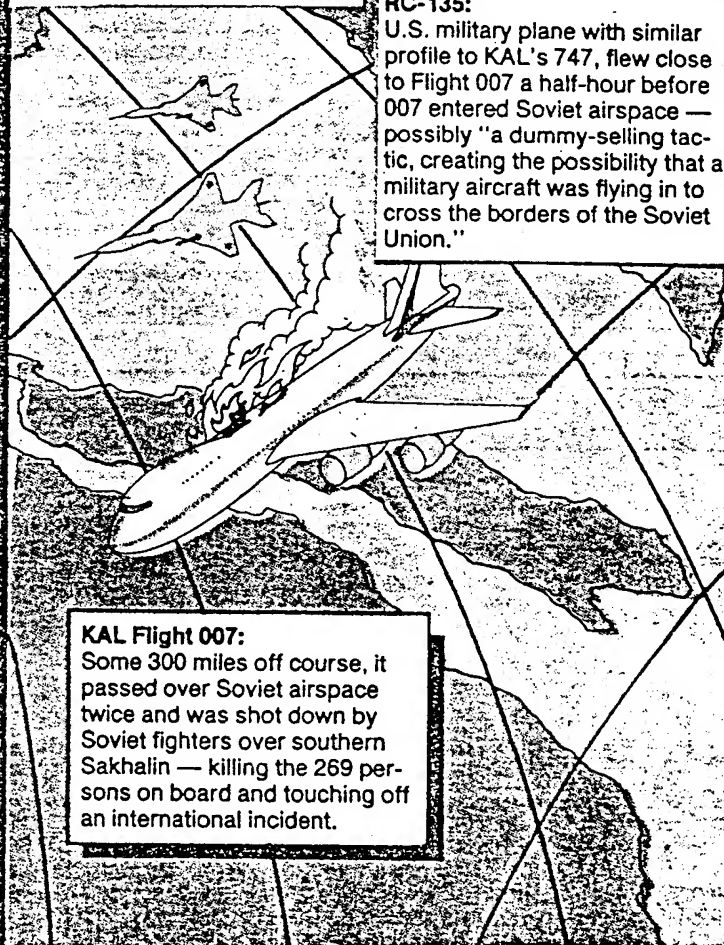 RC-135:
U.S. military plane with similar
profile to KAL's 747, flew close
to Flight 007 a half-hour before
007 entered Soviet airspace —
possibly "a dummy-selling tac-
tic, creating the possibility that a
military aircraft was flying in to
cross the borders of the Soviet
Union."
KAL Flight 007:
Some 300 miles off course, it
passed over Soviet airspace
twice and was shot down by
Soviet fighters over southern
Sakhalin — killing the 269 per-
sons on board and touching off
an international incident.